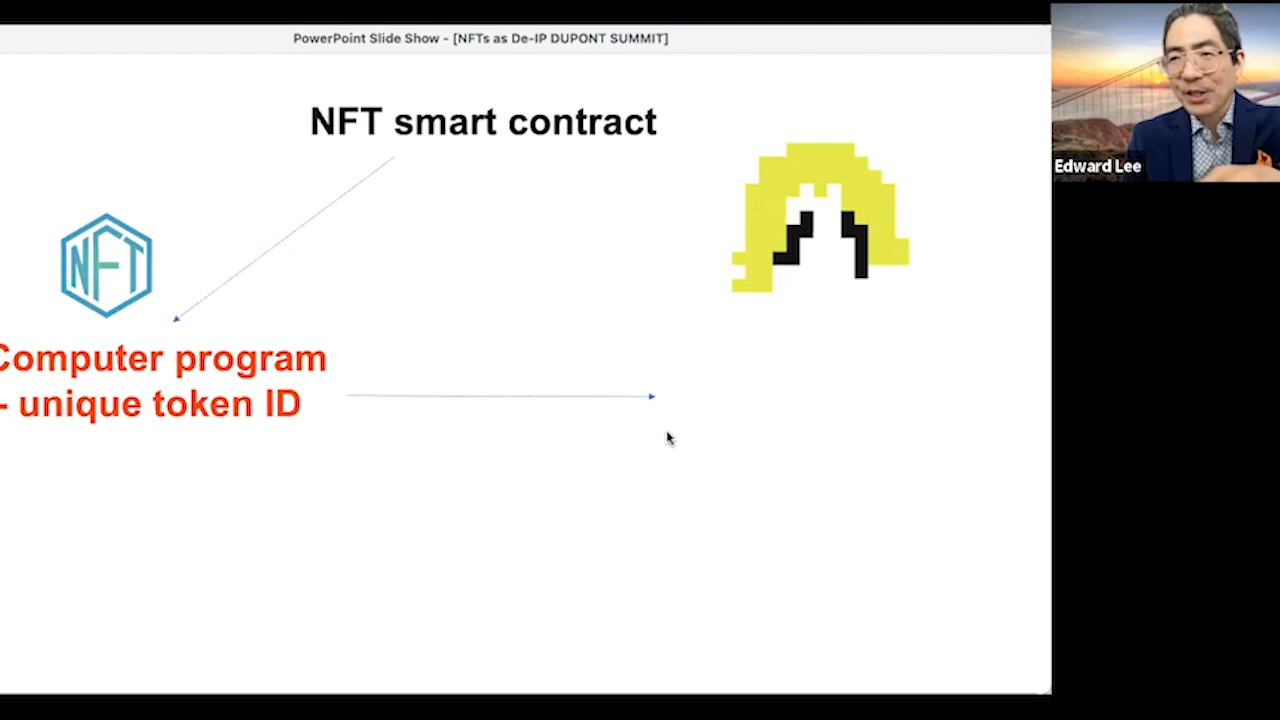 PowerPoint Slide Show - [NFTs as De-IP DUPONT SUMMIT]
NFT smart contract
Edward Lee
NFT
Computer program
- unique token ID